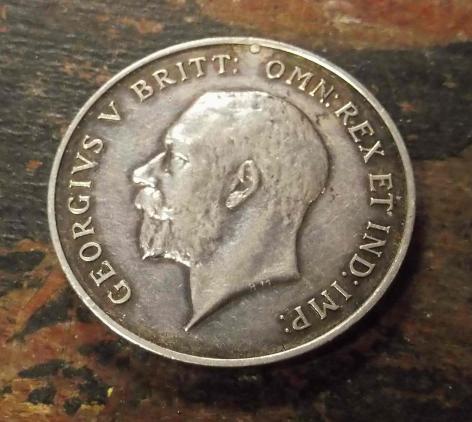 GEORGIVS V BRITT: OMN: REX ET IND: IMP: